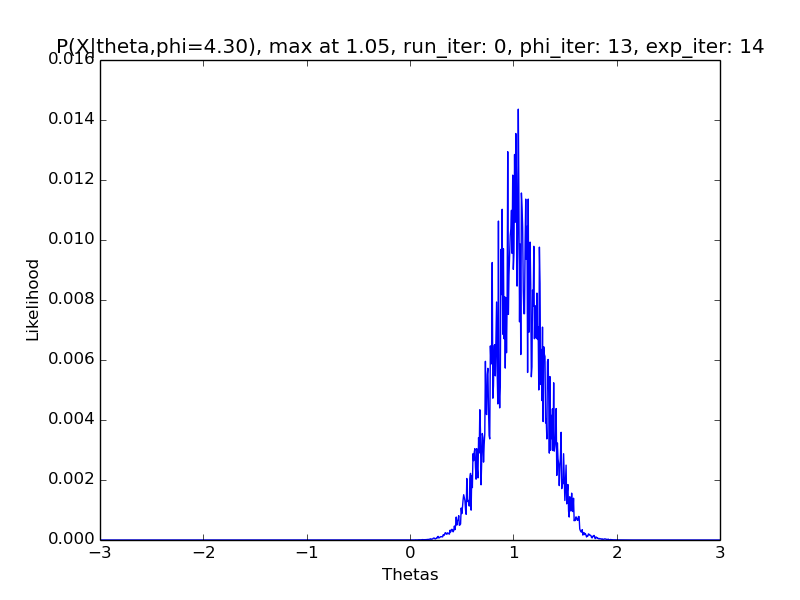 P(X|theta,phi=4.30), max at 1.05, run_iter: 0, phi_iter: 13, exp_iter: 14
0.016
0.014
0.012
0.010
0.008
0.006
0.004
0.002
0.000
Likelihood
−3 −2 −1 0 1 2 3
Thetas